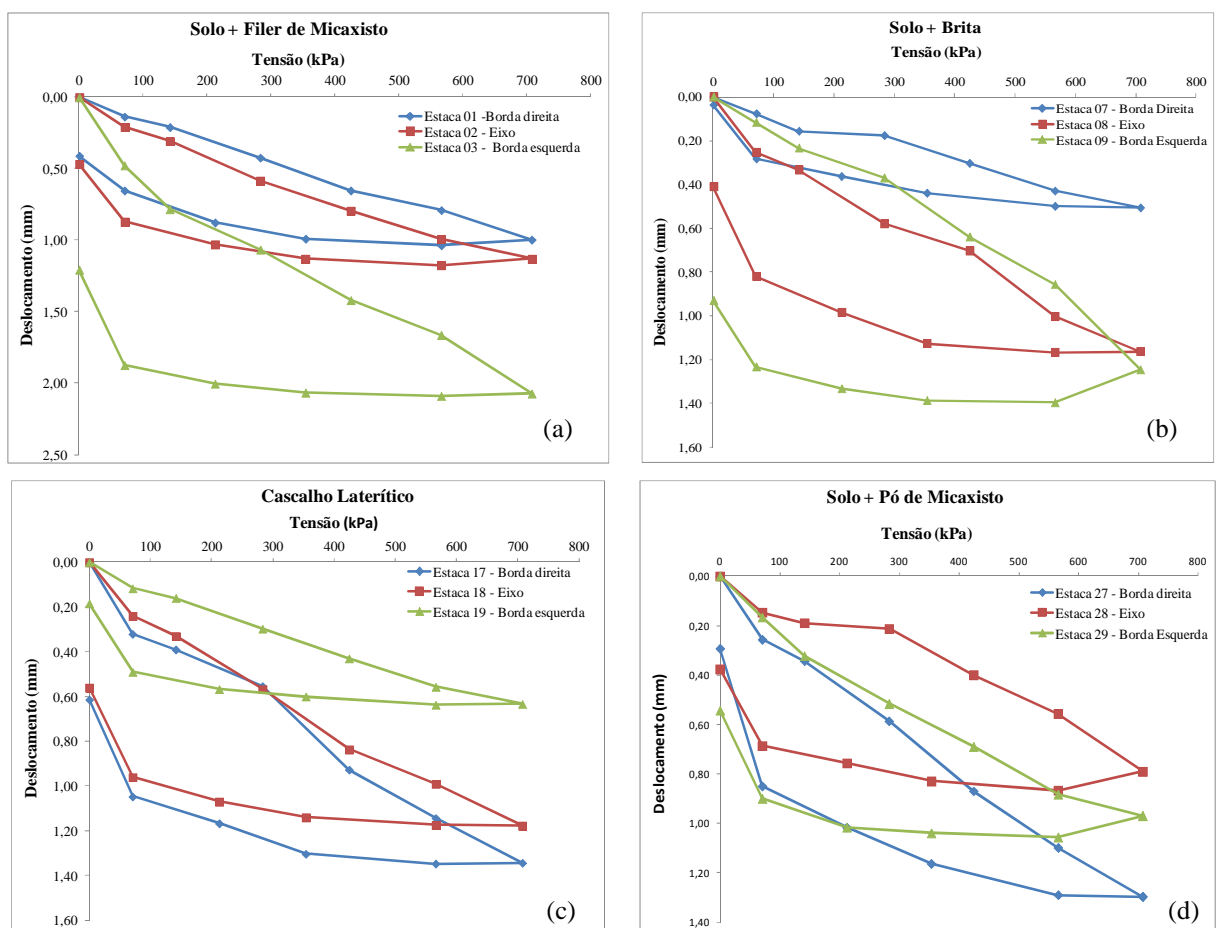 Solo + Filer de Micaxisto
Tensão (kPa)
0 100 200 300 400 500 600 700 800
0,00
0,50
1,00
1,50
2,00
2,50
Deslocamento (mm)
Estaca 01 -Borda direita
Estaca 02 - Eixo
Estaca 03 - Borda esquerda
(a)
Solo + Brita
Tensão (kPa)
0 100 200 300 400 500 600 700 800
0,00
0,20
0,40
0,60
0,80
1,00
1,20
1,40
1,60
Deslocamento (mm)
Estaca 07 - Borda Direita
Estaca 08 - Eixo
Estaca 09 - Borda Esquerda
(b)
Cascalho Laterítico
Tensão (kPa)
0 100 200 300 400 500 600 700 800
0,00
0,20
0,40
0,60
0,80
1,00
1,20
1,40
1,60
Deslocamento (mm)
Estaca 17 - Borda direita
Estaca 18 - Eixo
Estaca 19 - Borda esquerda
(c)
Solo + Pó de Micaxisto
Tensão (kPa)
0 100 200 300 400 500 600 700 800
0,00
0,20
0,40
0,60
0,80
1,00
1,20
1,40
Deslocamento (mm)
Estaca 27 - Borda direita
Estaca 28 - Eixo
Estaca 29 - Borda Esquerda
(d)